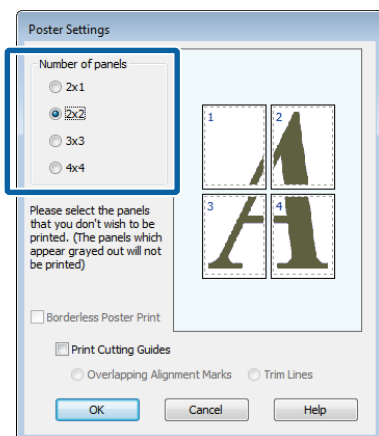 Poster Settings
Number of panels
2x1
2x2
3x3
4x4
1
2
3
4
A
Please select the panels
that you don't wish to be
printed. (The panels which
appear grayed out will not
be printed)
Borderless Poster Print
Print Cutting Guides
Overlapping Alignment Marks
Trim Lines
OK
Cancel
Help